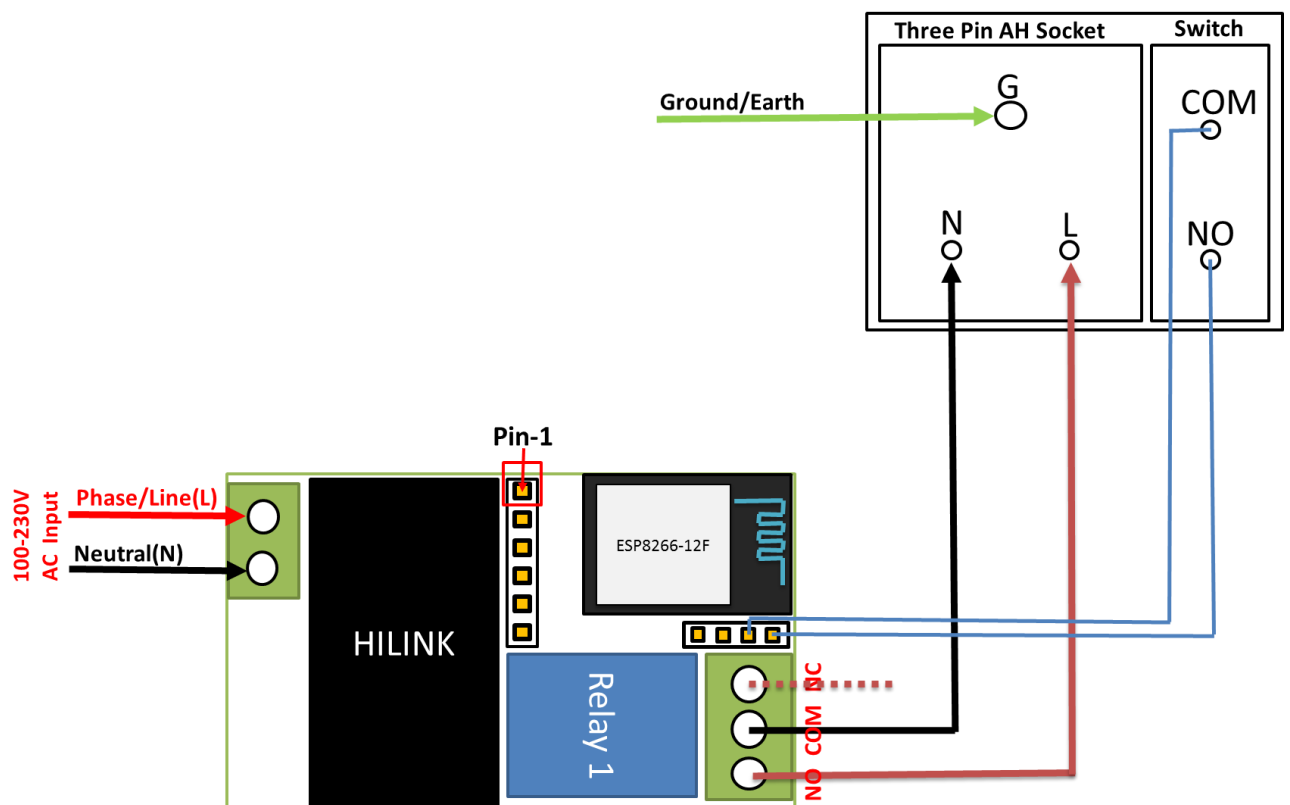 Three Pin AH Socket
Switch
G
COM
Ground/Earth
N
L
NO
Pin-1
100-230V
AC Input
Phase/Line(L)
Neutral(N)
ESP8266-12F
HILINK
Relay 1
NO COM NC